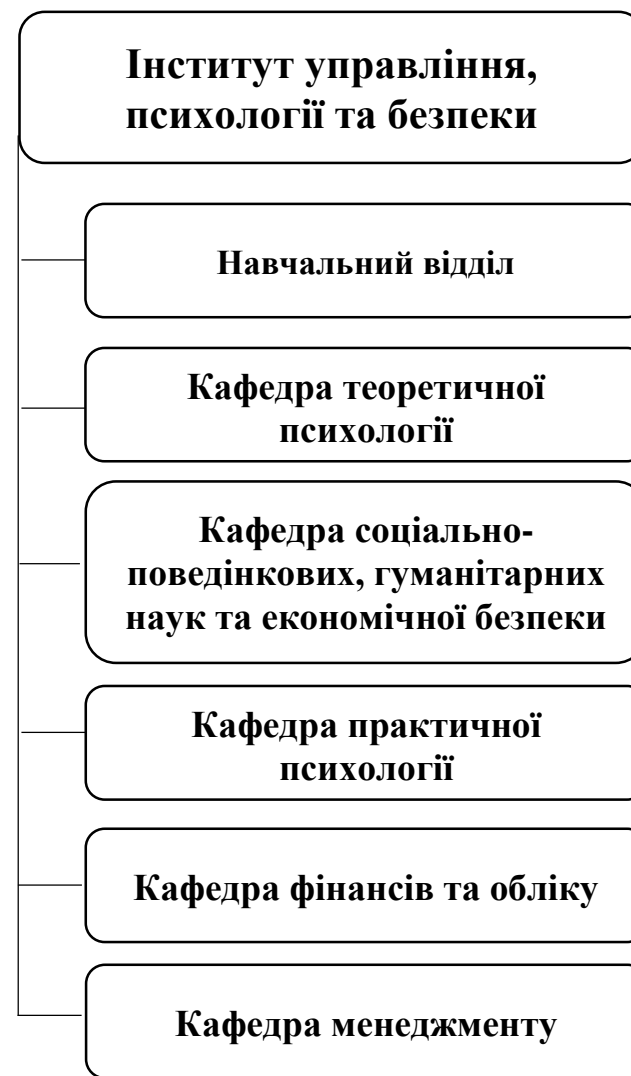 Інститут управління,
психології та безпеки
Навчальний відділ
Кафедра теоретичної
психології
Кафедра соціально-
поведінкових, гуманітарних
наук та економічної безпеки
Кафедра практичної
психології
Кафедра фінансів та обліку
Кафедра менеджменту